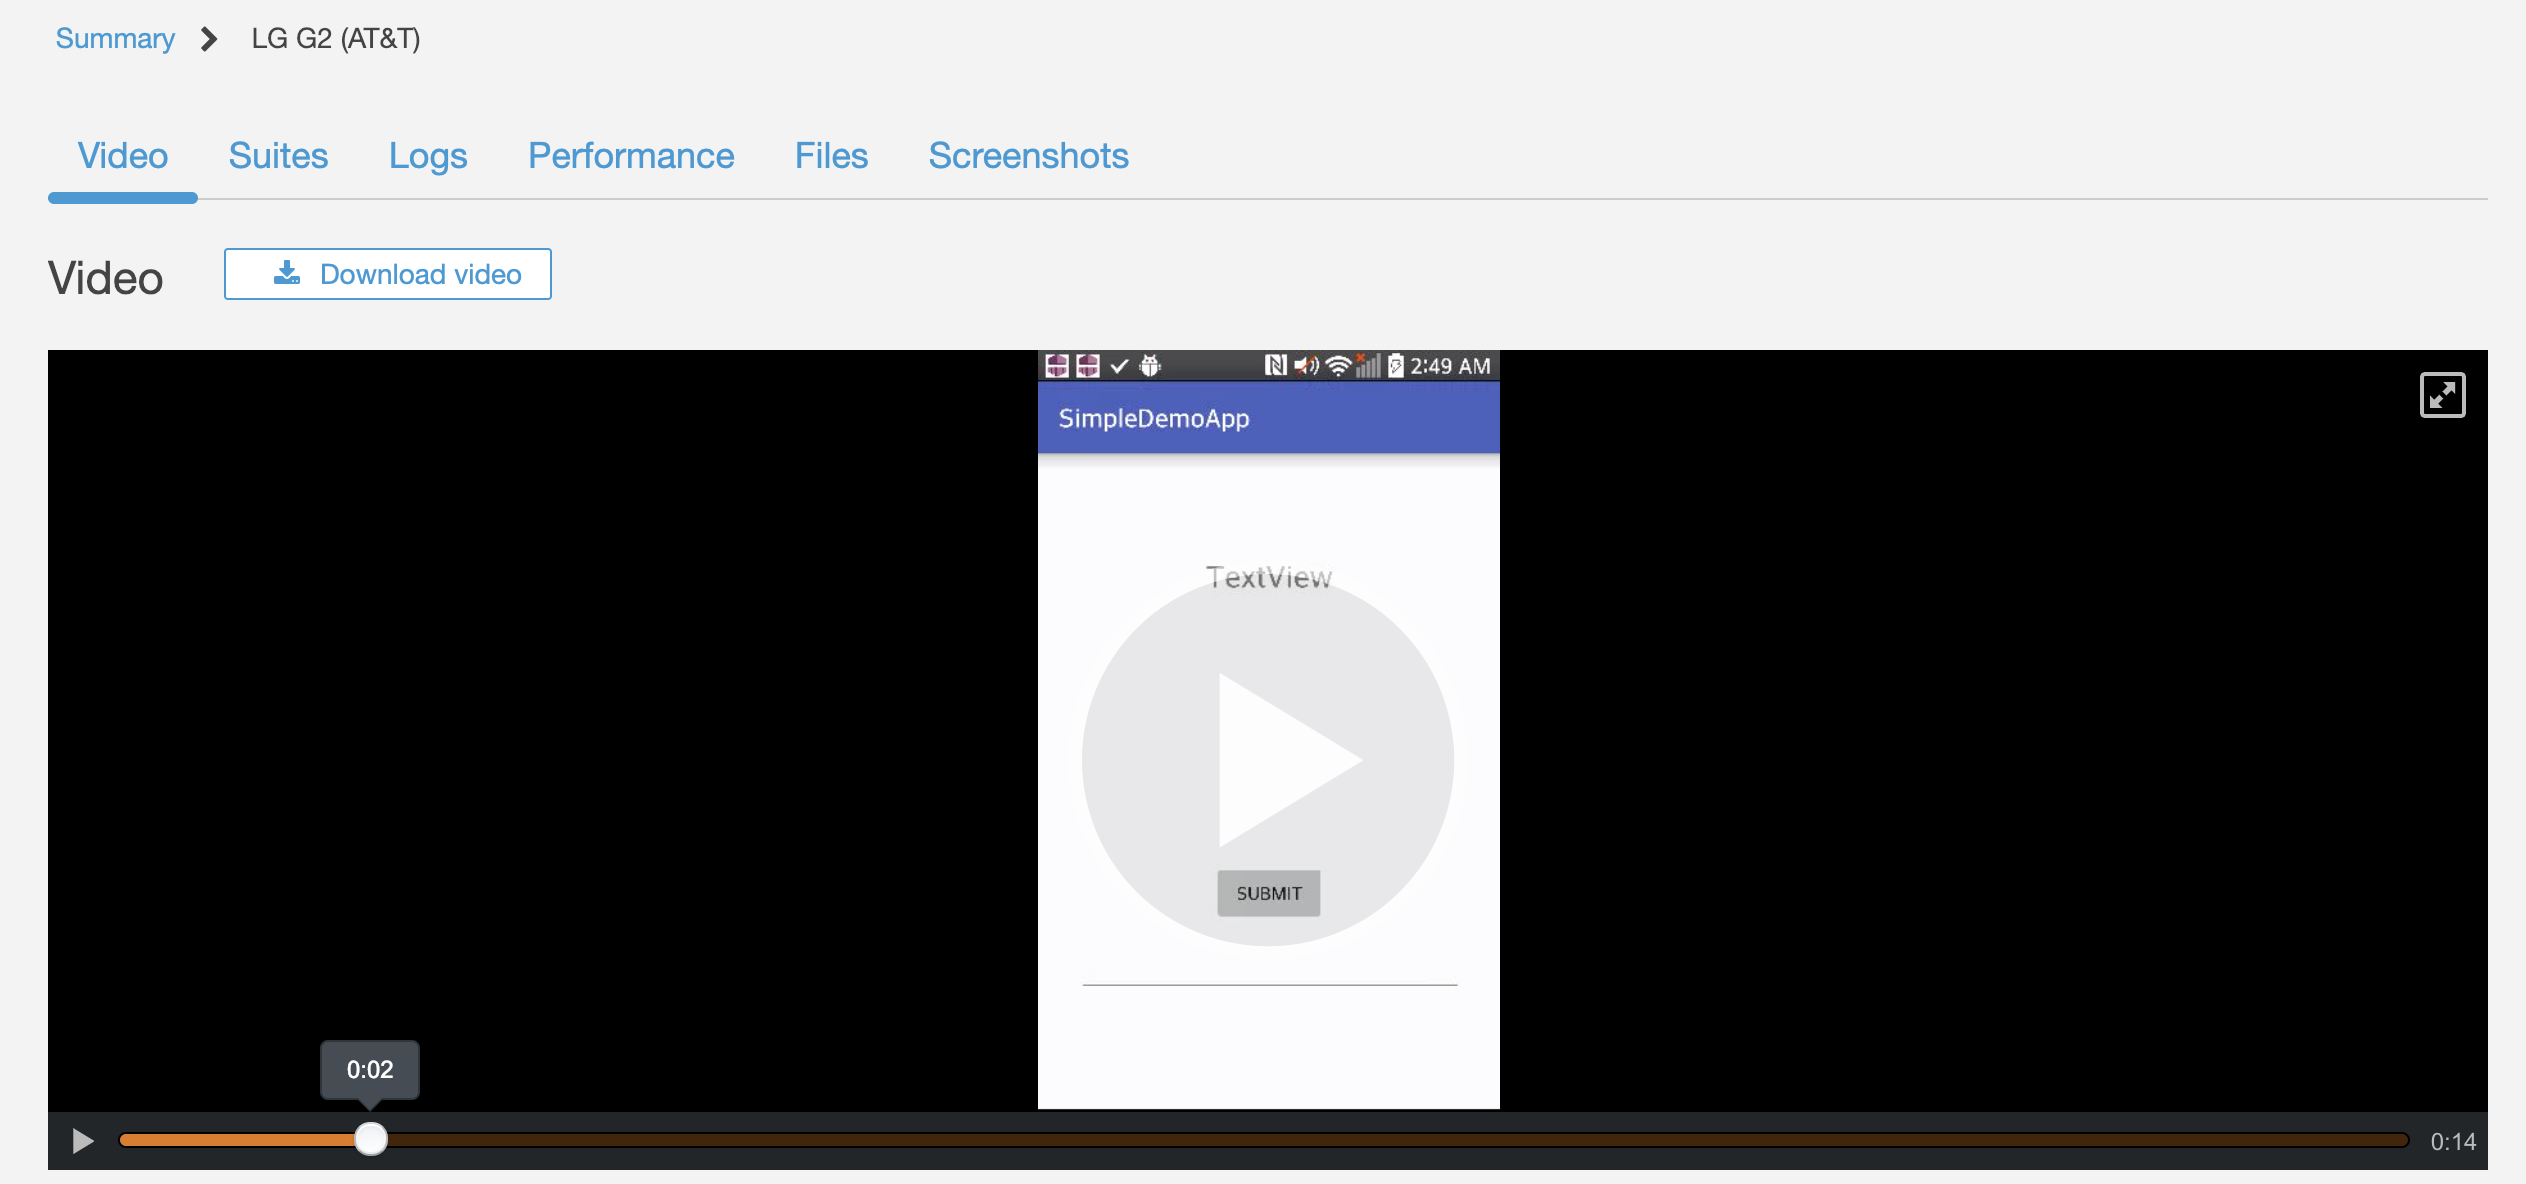 Summary LG G2 (AT&T)
Video Suites Logs Performance Files Screenshots
Video Download video
2:49 AM
SimpleDemoApp
TextView
SUBMIT
0:02
0:14